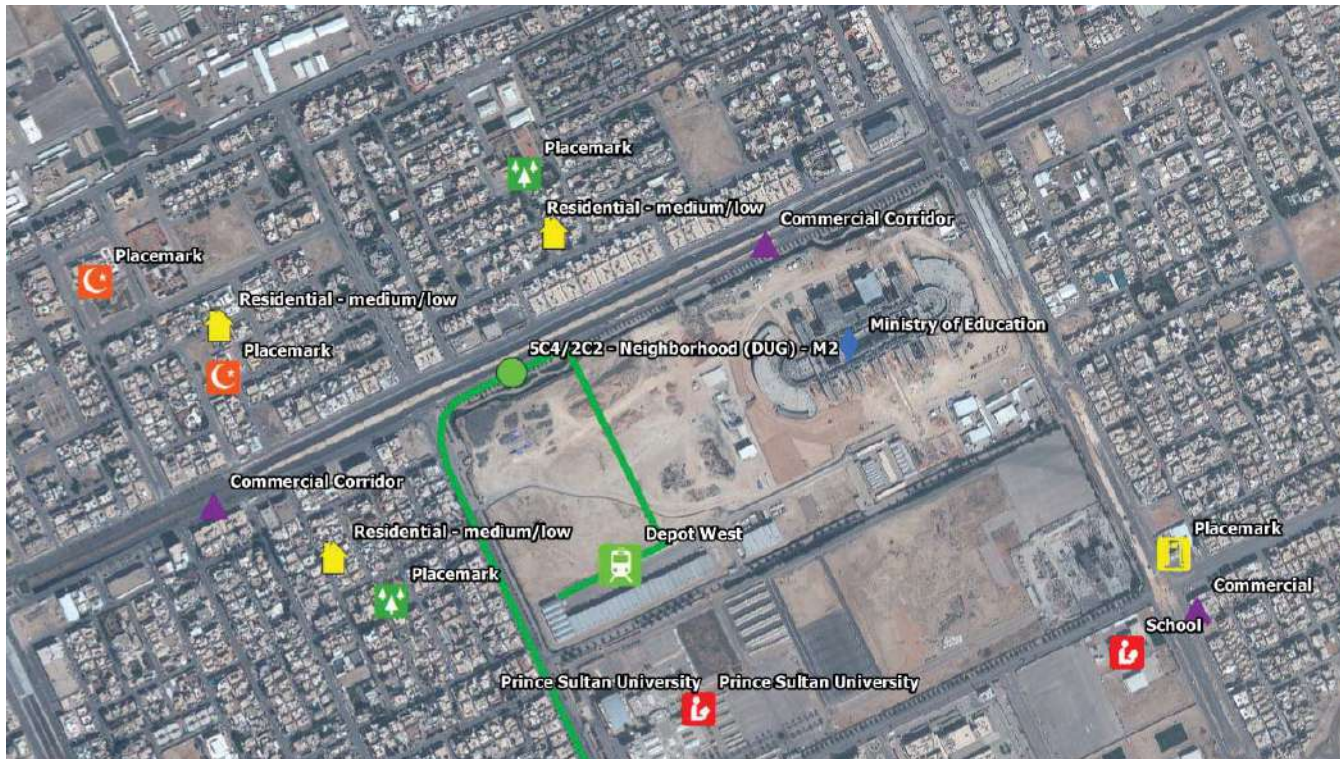 Placemark
Residential - medium/low
Commercial Corridor
Placemark
Residential - medium/low
Ministry of Education
Placemark
5C4/2C2 - Neighborhood (DUG) - M2
Commercial Corridor
Residential - medium/low
Depot West
Placemark
Placemark
Commercial
School
Prince Sultan University
Prince Sultan University